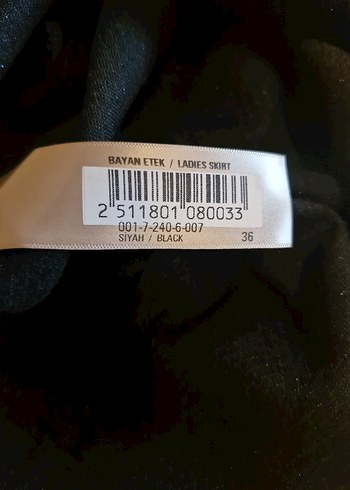 BAYAN ETEK / LADIES SKIRT
2 511801 080033
001-7-240-6-007
SIYAH / BLACK 36